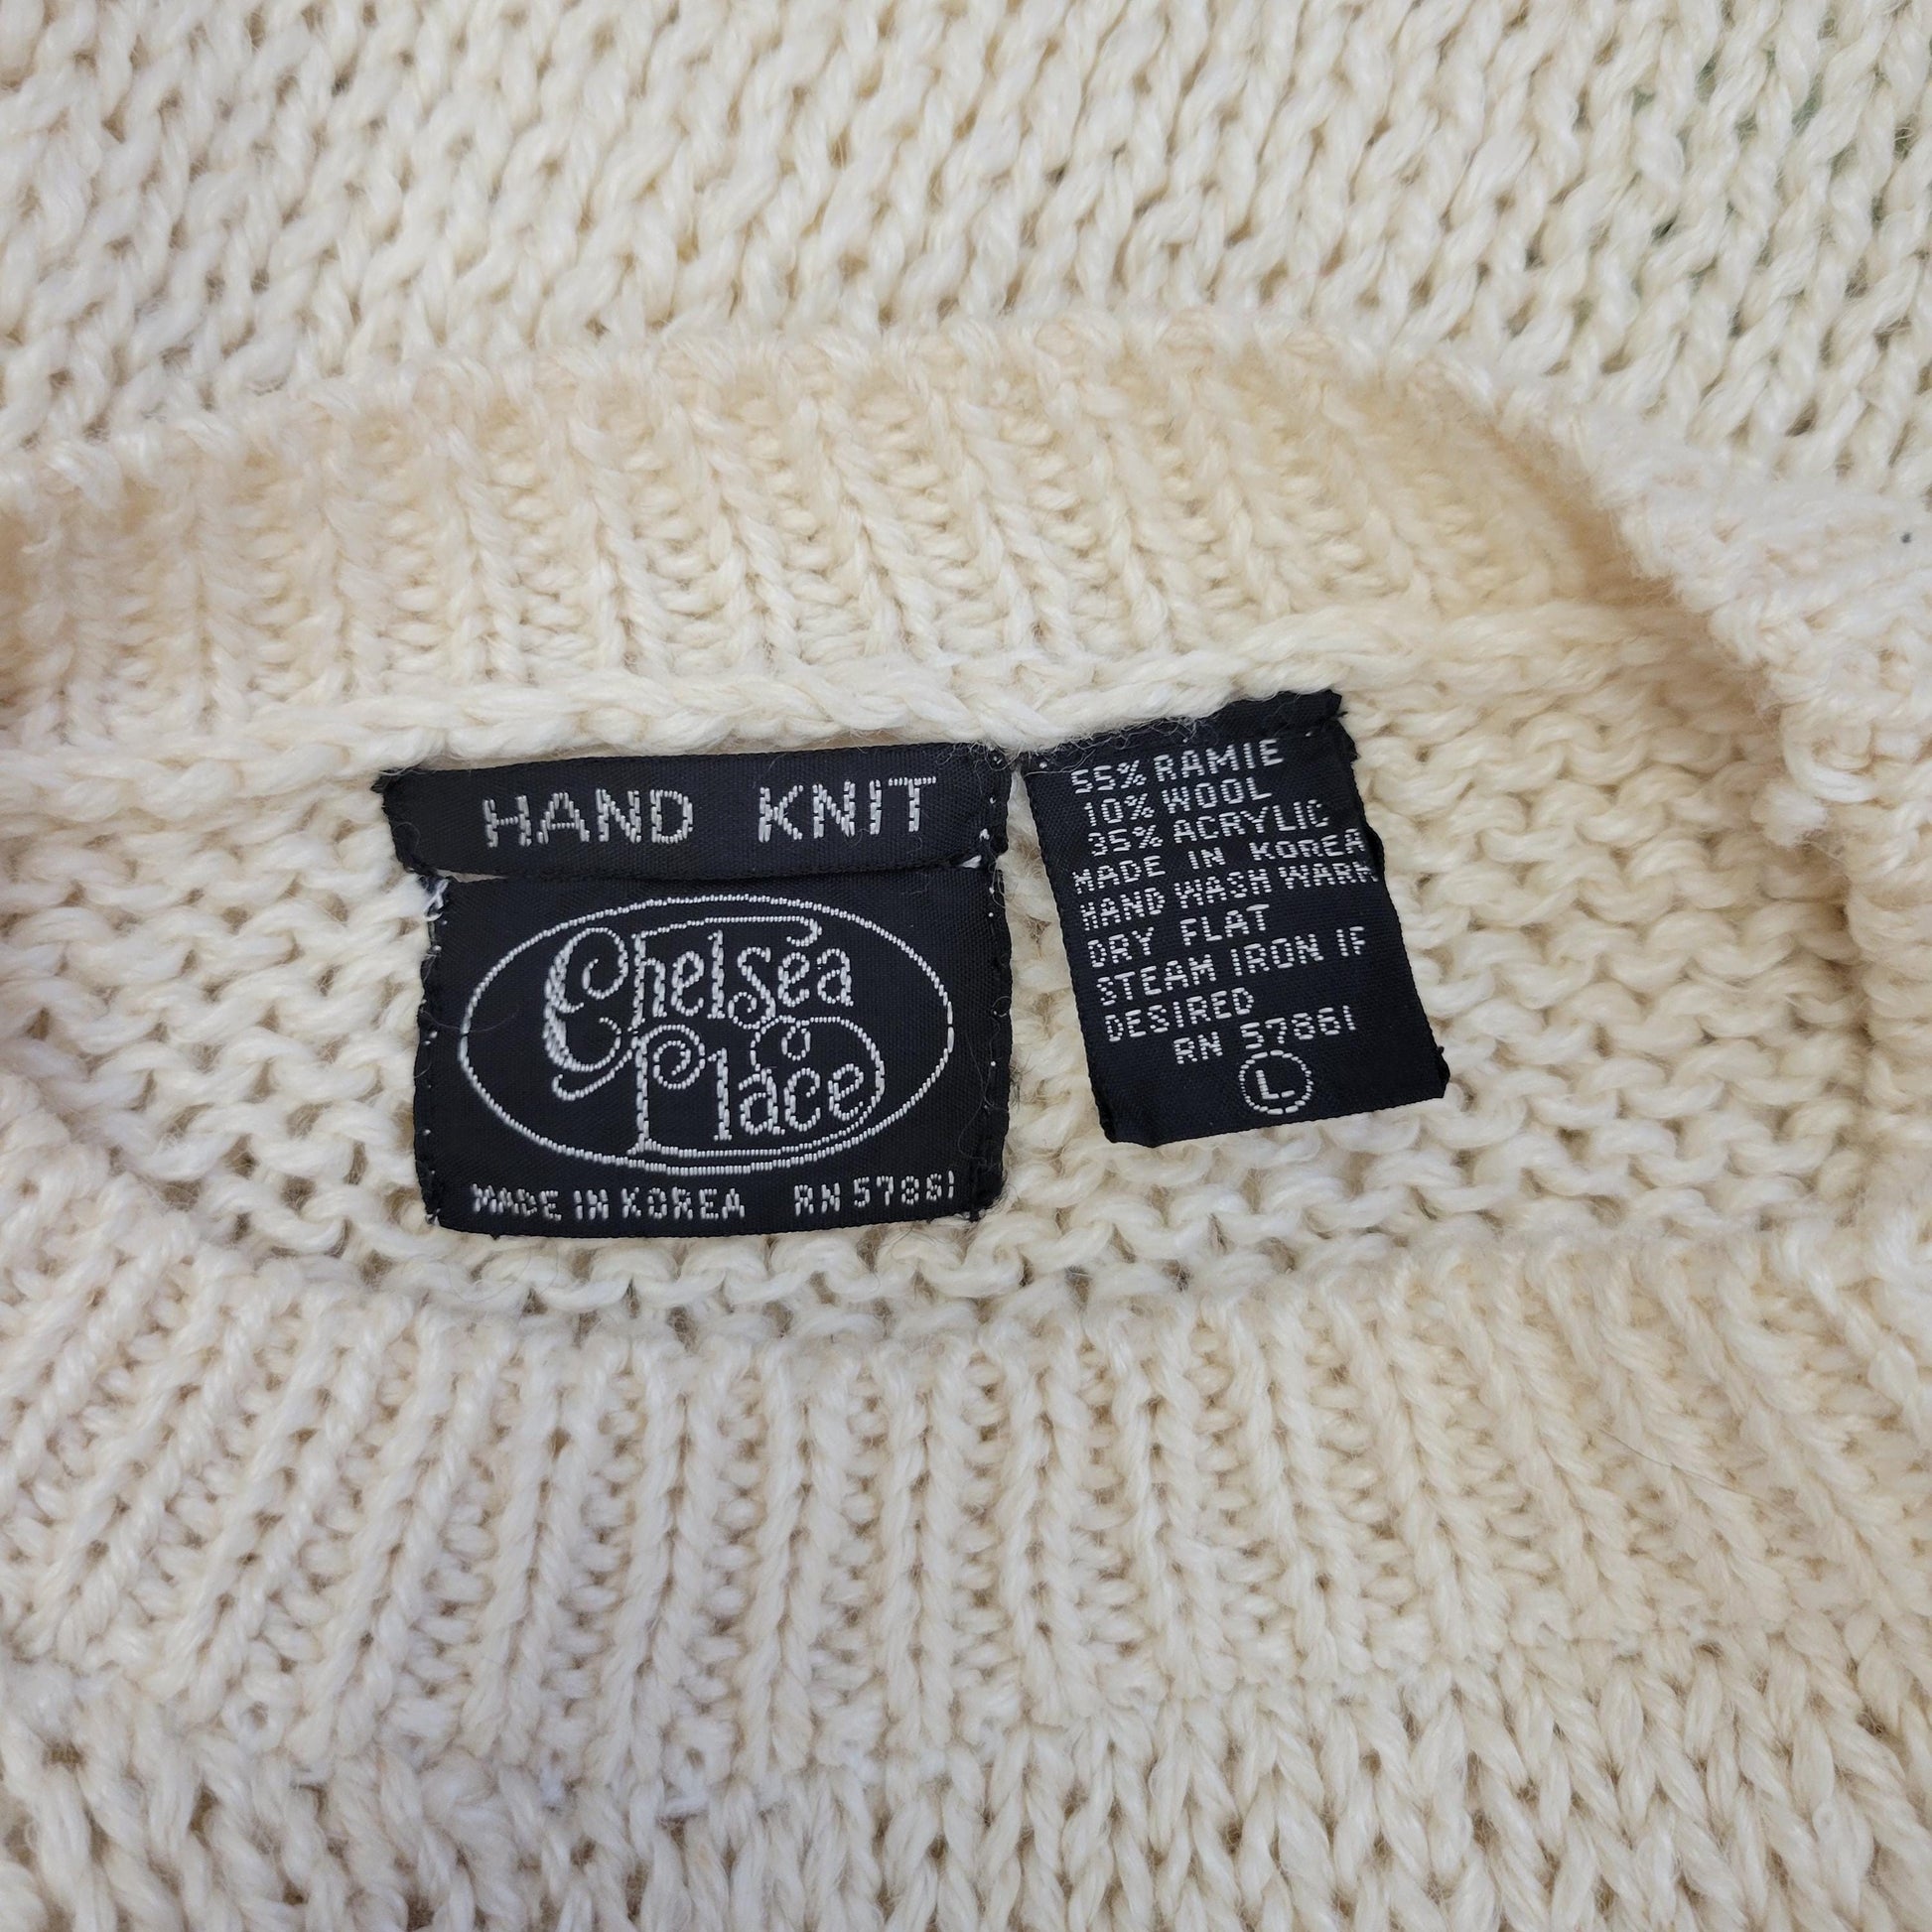 HAND KNIT
Chelsea
Place
MADE IN KOREA RN 57861
55% RAMIE
10% WOOL
35% ACRYLIC
MADE IN KOREA
HAND WASH WARM
DRY FLAT
STEAM IRON IF
DESIRED
RN 57861
L